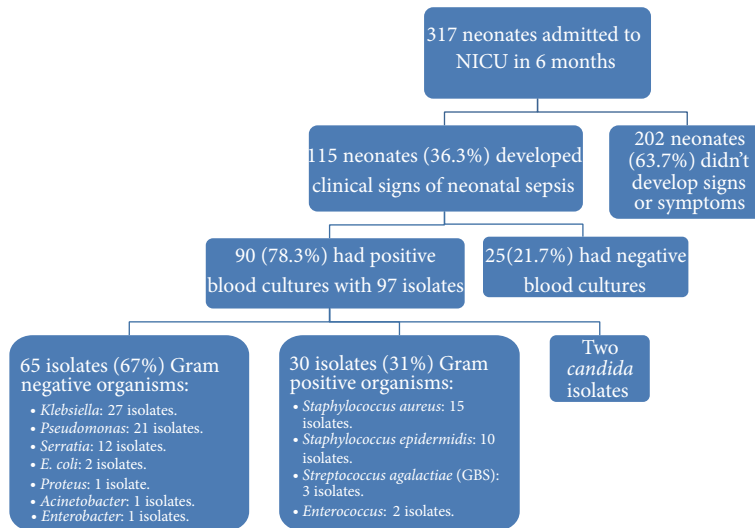 317 neonates admitted to
NICU in 6 months
115 neonates (36.3%) developed
clinical signs of neonatal sepsis
202 neonates
(63.7%) didn't
develop signs
or symptoms
90 (78.3%) had positive
blood cultures with 97 isolates
25(21.7%) had negative
blood cultures
65 isolates (67%) Gram
negative organisms:
• Klebsiella: 27 isolates.
• Pseudomonas: 21 isolates.
• Serratia: 12 isolates.
• E. coli: 2 isolates.
• Proteus: 1 isolate.
• Acinetobacter: 1 isolates.
• Enterobacter: 1 isolates.
30 isolates (31%) Gram
positive organisms:
• Staphylococcus aureus: 15
isolates.
• Staphylococcus epidermidis: 10
isolates.
• Streptococcus agalactiae (GBS):
3 isolates.
• Enterococcus: 2 isolates.
Two
candida
isolates